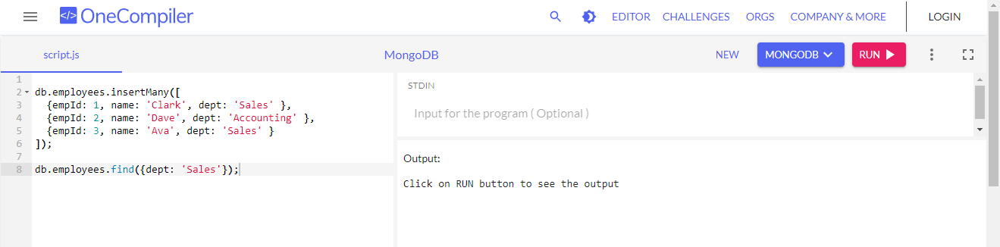 </> OneCompiler EDITOR CHALLENGES ORGS COMPANY & MORE LOGIN
script.js MongoDB NEW MONGODB RUN
1
2 db.employees.insertMany([
3 {empId: 1, name: 'Clark', dept: 'Sales' },
4 {empId: 2, name: 'Dave', dept: 'Accounting' },
5 {empId: 3, name: 'Ava', dept: 'Sales' }
6 ]);
7
8 db.employees.find({dept: 'Sales'});
STDIN
Input for the program ( Optional )
Output:
Click on RUN button to see the output